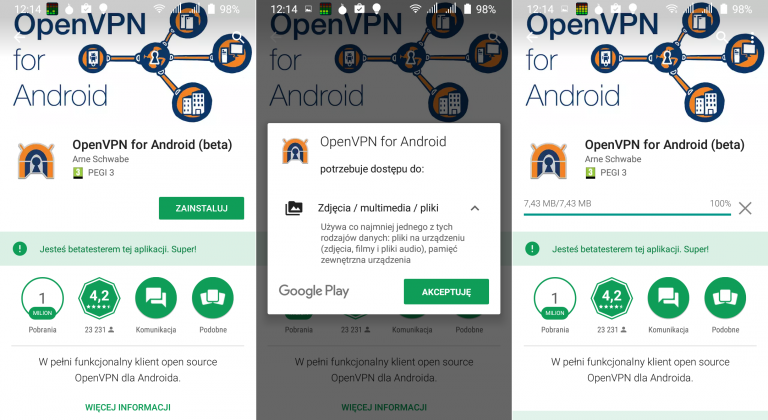 12:14
98%
OpenVPN
for
Android
OpenVPN for Android (beta)
Arne Schwabe
3 PEGI 3
ZAINSTALUJ
Jesteś betatesterem tej aplikacji. Super!
1
MILION
Pobrania
4,2
23 231
Komunikacja
Podobne
W pełni funkcjonalny klient open source
OpenVPN dla Androida.
WIĘCEJ INFORMACJI
12:14
98%
OpenVPN
for
Android
OpenVPN for Android
potrzebuje dostępu do:
Zdjęcia / multimedia / pliki
Używa co najmniej jednego z tych
rodzajów danych: pliki na urządzeniu
(zdjęcia, filmy i pliki audio), pamięć
zewnętrzna urządzenia
Google Play
AKCEPTUJĘ
Pobrania
23 231
Komunikacja
Podobne
W pełni funkcjonalny klient open source
OpenVPN dla Androida.
WIĘCEJ INFORMACJI
12:14
98%
OpenVPN
for
Android
OpenVPN for Android (beta)
Arne Schwabe
3 PEGI 3
7,43 MB/7,43 MB
100%
Jesteś betatesterem tej aplikacji. Super!
1
MILION
Pobrania
4,2
23 231
Komunikacja
Podobne
W pełni funkcjonalny klient open source
OpenVPN dla Androida.